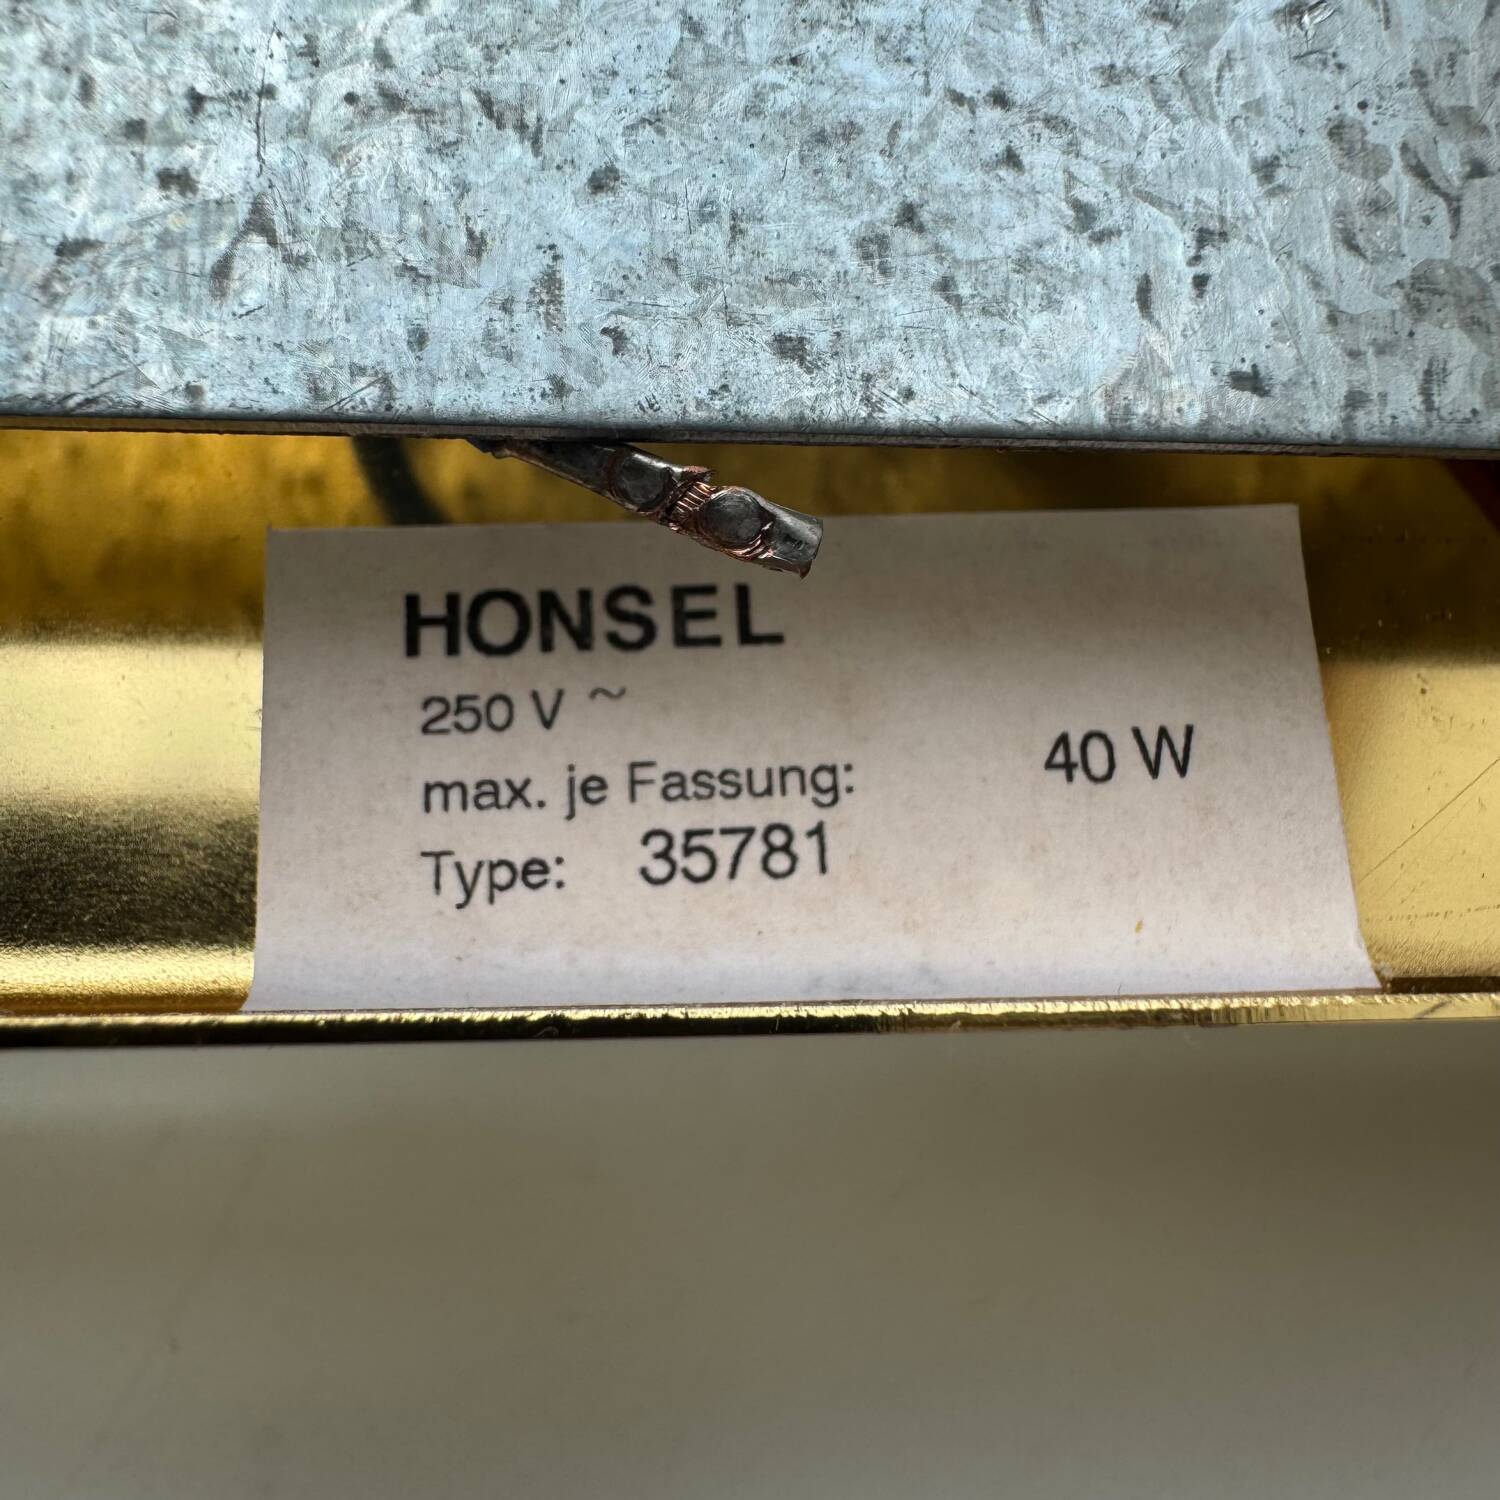 HONSEL
250 V ~
max. je Fassung: 40 W
Type: 35781